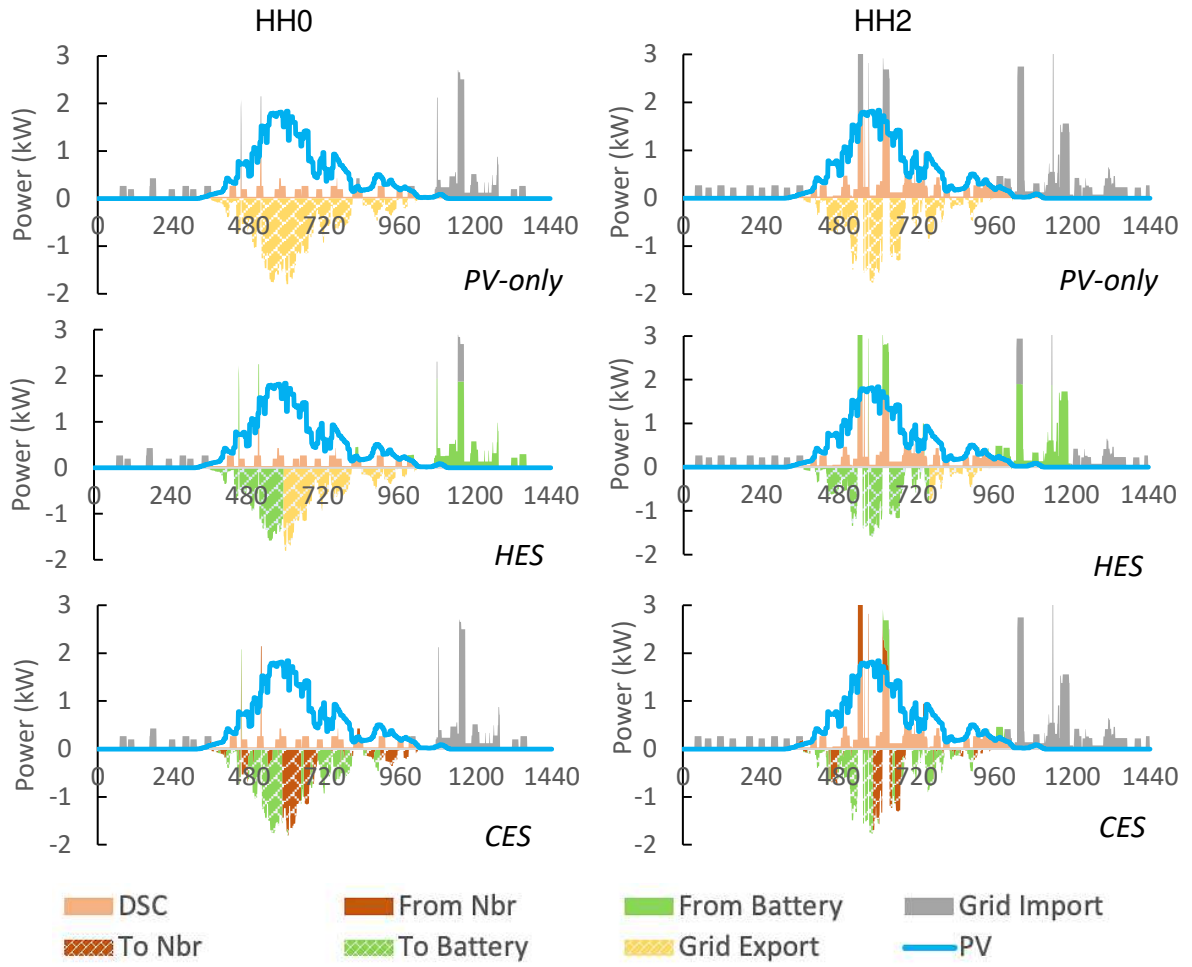 HH0
HH2
Power (kW)
3
2
1
0
-1
-2
0 240 480 720 960 1200 1440
PV-only
Power (kW)
3
2
1
0
-1
-2
0 240 480 720 960 1200 1440
PV-only
Power (kW)
3
2
1
0
-1
-2
0 240 480 720 960 1200 1440
HES
Power (kW)
3
2
1
0
-1
-2
0 240 480 720 960 1200 1440
HES
Power (kW)
3
2
1
0
-1
-2
0 240 480 720 960 1200 1440
CES
Power (kW)
3
2
1
0
-1
-2
0 240 480 720 960 1200 1440
CES
DSC From Nbr From Battery Grid Import
To Nbr To Battery Grid Export PV